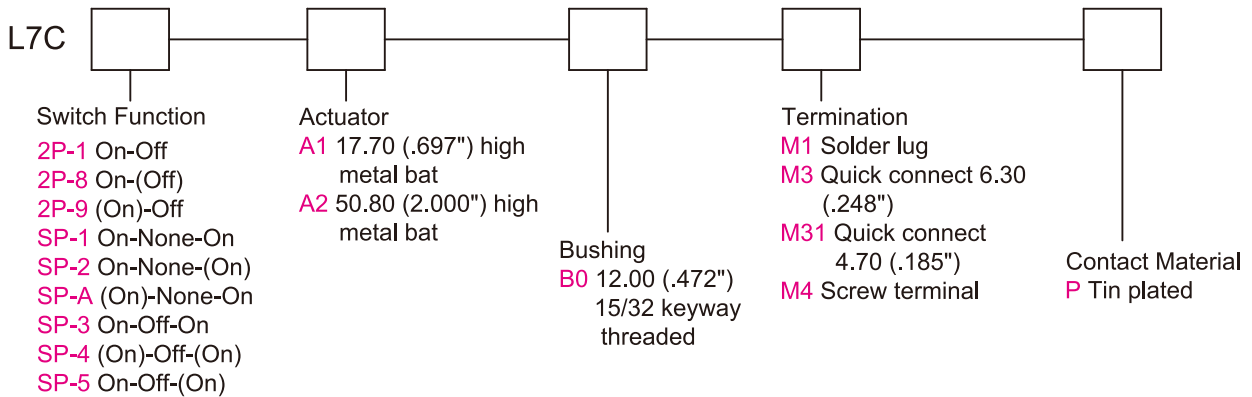 L7C
Switch Function
2P-1 On-Off
2P-8 On-(Off)
2P-9 (On)-Off
SP-1 On-None-On
SP-2 On-None-(On)
SP-A (On)-None-On
SP-3 On-Off-On
SP-4 (On)-Off-(On)
SP-5 On-Off-(On)
Actuator
A1 17.70 (.697") high
metal bat
A2 50.80 (2.000") high
metal bat
Bushing
B0 12.00 (.472")
15/32 keyway
threaded
Termination
M1 Solder lug
M3 Quick connect 6.30
(.248")
M31 Quick connect
4.70 (.185")
M4 Screw terminal
Contact Material
P Tin plated